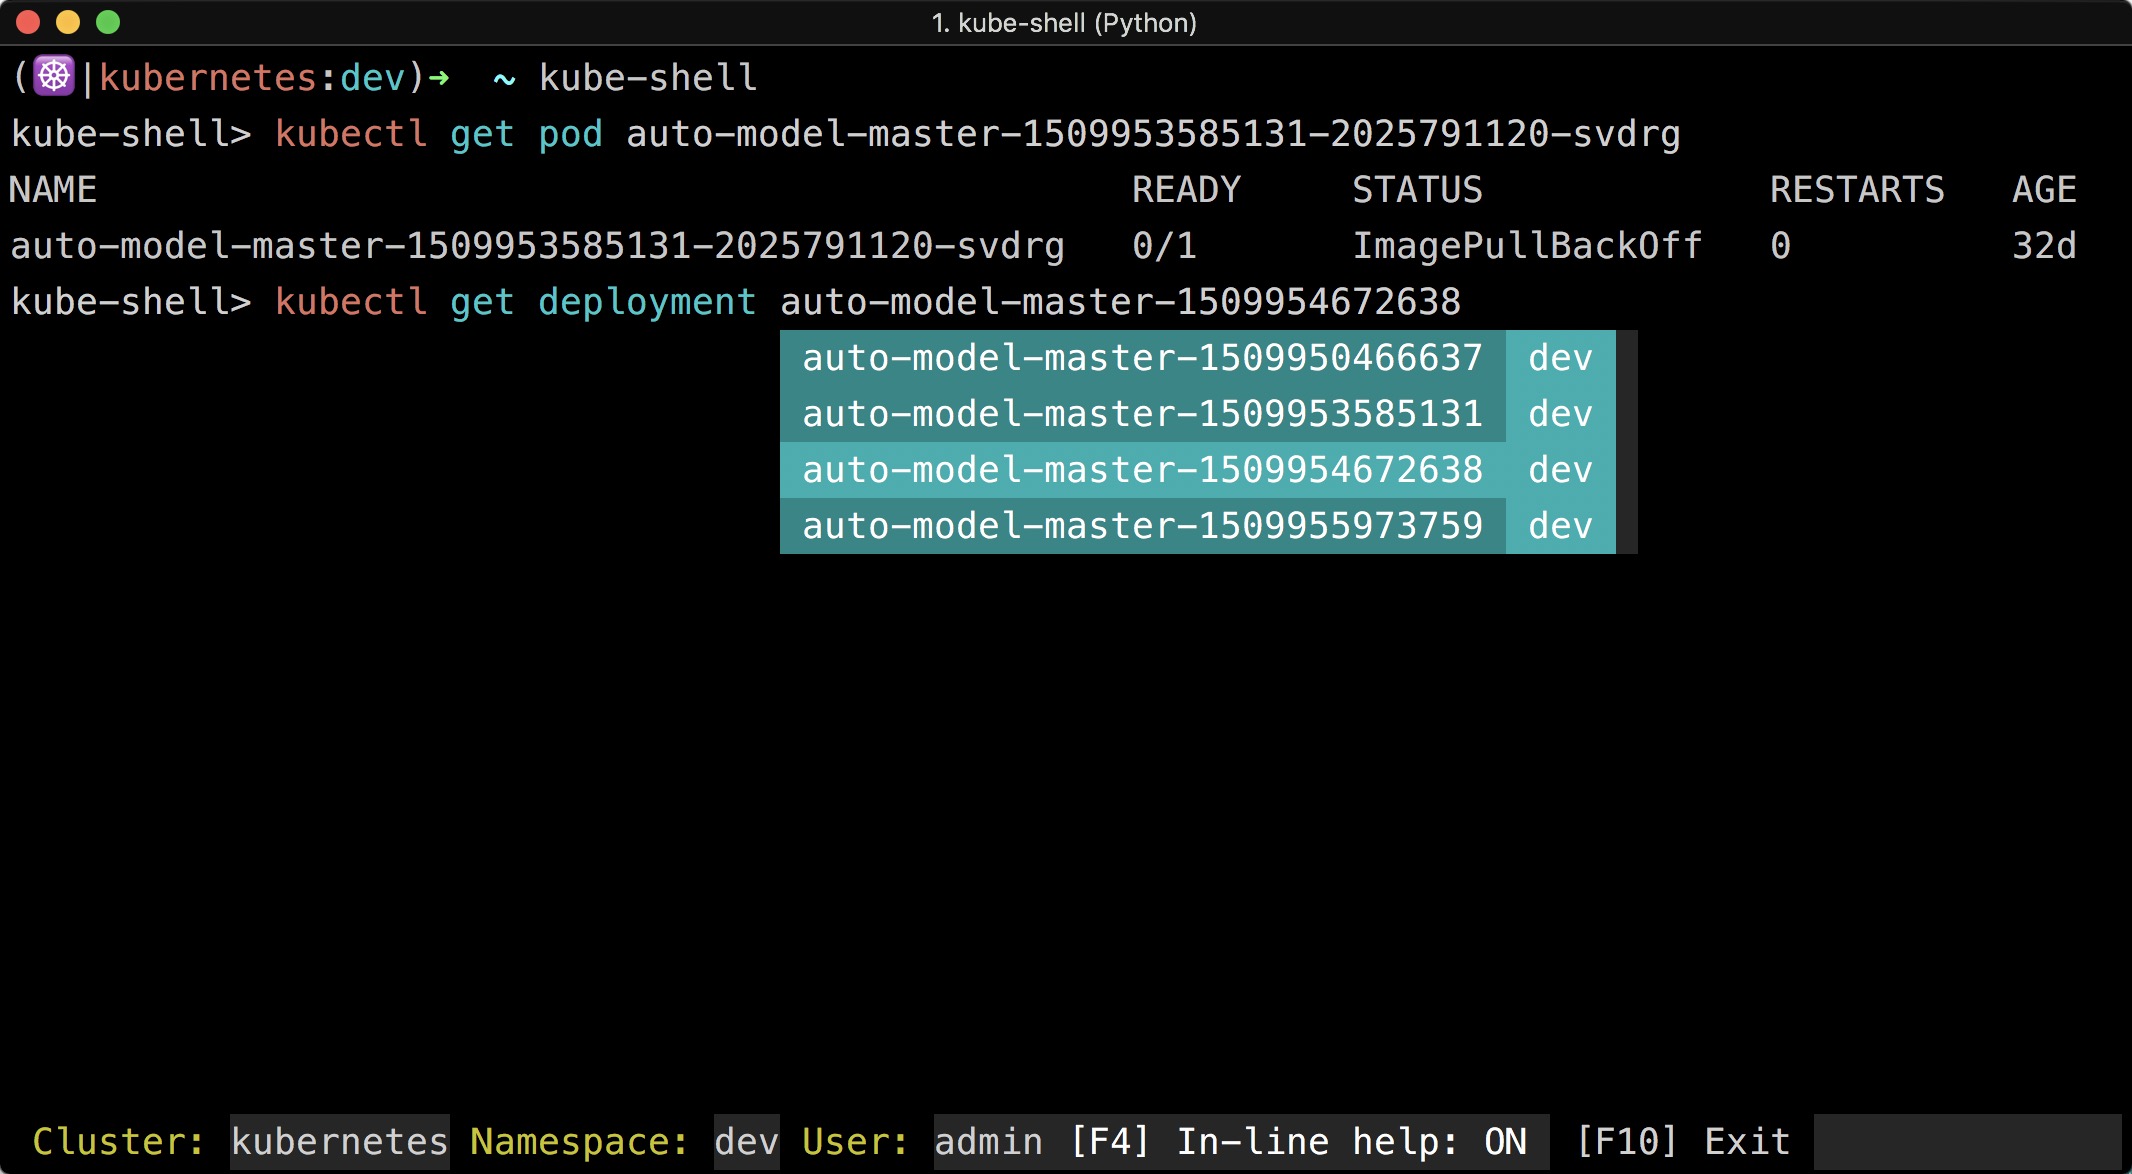 1. kube-shell (Python)
(☸|kubernetes:dev)➜ ~ kube-shell
kube-shell> kubectl get pod auto-model-master-1509953585131-2025791120-svdrg
NAME READY STATUS RESTARTS AGE
auto-model-master-1509953585131-2025791120-svdrg 0/1 ImagePullBackOff 0 32d
kube-shell> kubectl get deployment auto-model-master-1509954672638
auto-model-master-1509950466637 dev
auto-model-master-1509953585131 dev
auto-model-master-1509954672638 dev
auto-model-master-1509955973759 dev
Cluster: kubernetes Namespace: dev User: admin [F4] In-line help: ON [F10] Exit